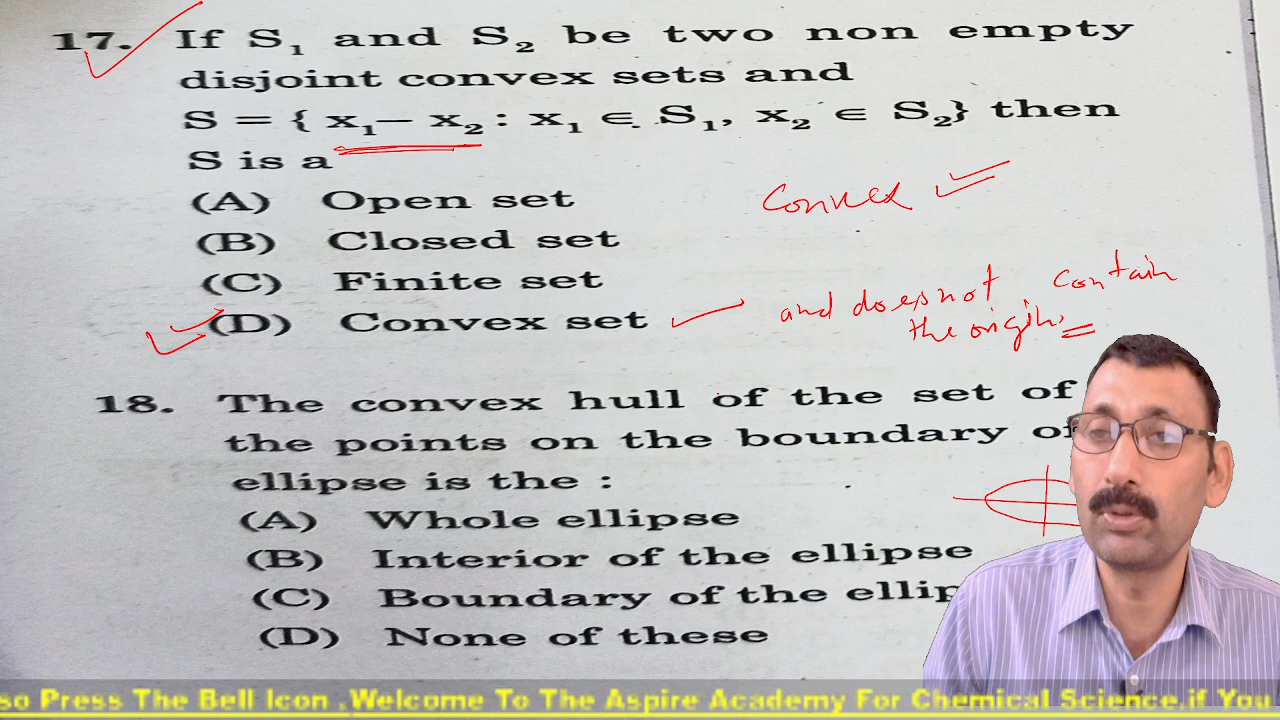 17. If S₁ and S₂ be two non empty
disjoint convex sets and
S = { x₁– x₂ : x₁ ∈ S₁, x₂ ∈ S₂} then
S is a
(A) Open set
(B) Closed set
(C) Finite set
(D) Convex set
Convex
and does not contain
the origin.
18. The convex hull of the set of
the points on the boundary of
ellipse is the :
(A) Whole ellipse
(B) Interior of the ellipse
(C) Boundary of the
(D) None of these
so Press The Bell Icon .Welcome To The Aspire Academy For Chemical Science.if You